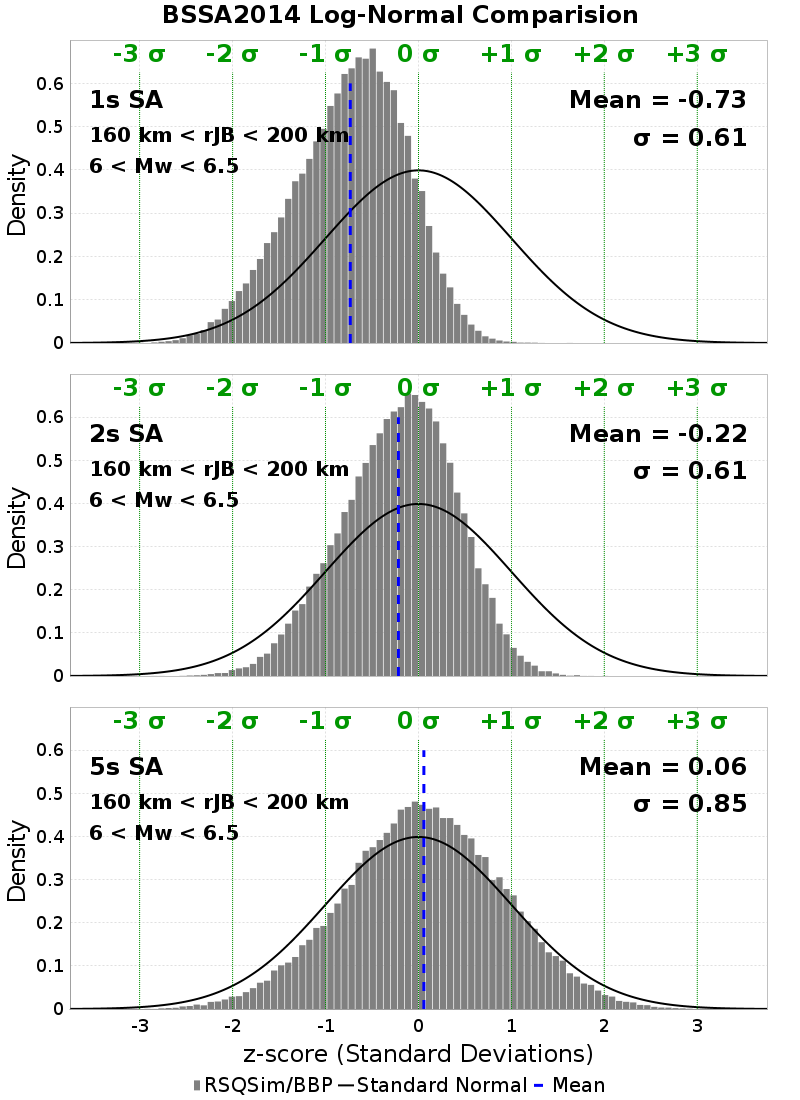 BSSA2014 Log-Normal Comparision
-3 σ -2 σ -1 σ 0 σ +1 σ +2 σ +3 σ
0.6
1s SA Mean = -0.73
0.5
160 km < rJB < 200 km σ = 0.61
6 < Mw < 6.5
0.4
0.3
0.2
0.1
0
Density
-3 σ -2 σ -1 σ 0 σ +1 σ +2 σ +3 σ
0.6
2s SA Mean = -0.22
0.5
160 km < rJB < 200 km σ = 0.61
6 < Mw < 6.5
0.4
0.3
0.2
0.1
0
Density
-3 σ -2 σ -1 σ 0 σ +1 σ +2 σ +3 σ
0.6
5s SA Mean = 0.06
0.5
160 km < rJB < 200 km σ = 0.85
6 < Mw < 6.5
0.4
0.3
0.2
0.1
0
Density
-3 -2 -1 0 1 2 3
z-score (Standard Deviations)
RSQSim/BBP Standard Normal Mean